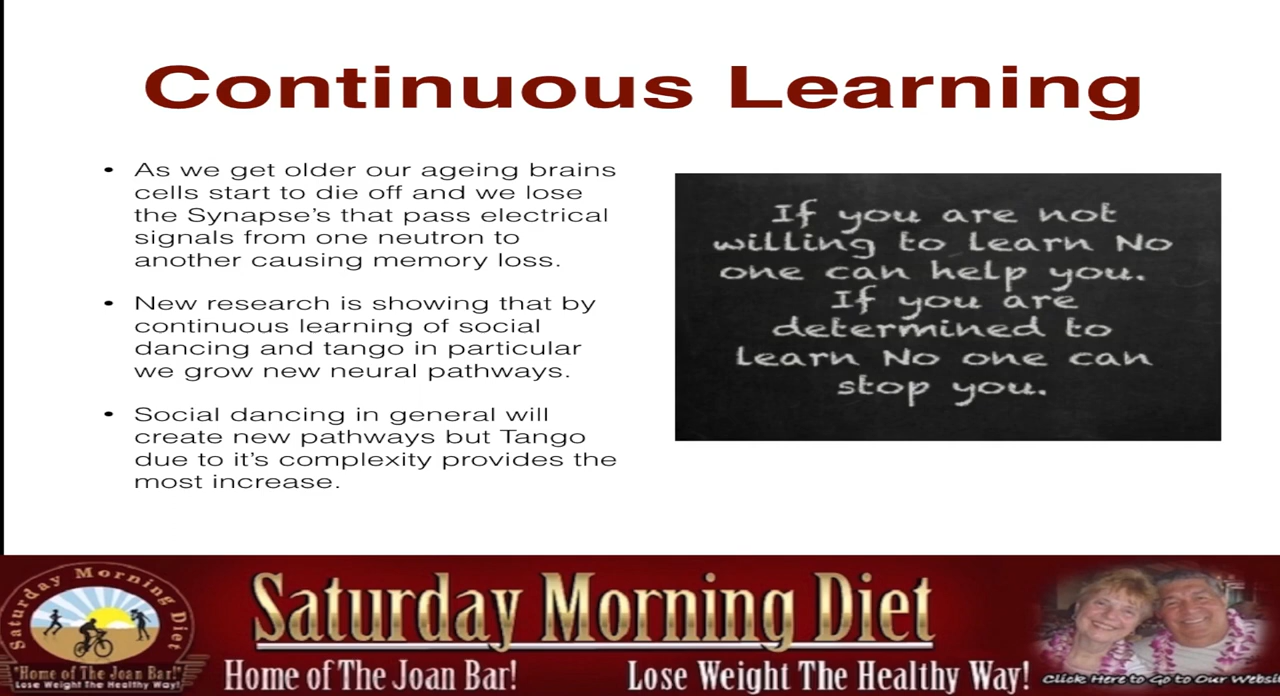 Continuous Learning
• As we get older our ageing brains
cells start to die off and we lose
the Synapse's that pass electrical
signals from one neutron to
another causing memory loss.
• New research is showing that by
continuous learning of social
dancing and tango in particular
we grow new neural pathways.
• Social dancing in general will
create new pathways but Tango
due to it's complexity provides the
most increase.
If you are not
willing to learn No
one can help you.
If you are
determined to
learn No one can
stop you.
Saturday Morning Diet
"Home of The Joan Bar!"
Lose Weight The Healthy Way!
Saturday Morning Diet
Home of The Joan Bar! Lose Weight The Healthy Way!
Click Here to Go to Our Websi